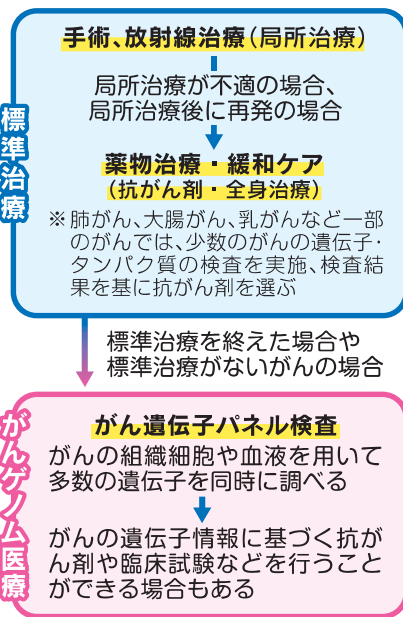 標準治療
手術、放射線治療(局所治療)
局所治療が不適の場合、
局所治療後に再発の場合
薬物治療・緩和ケア
(抗がん剤・全身治療)
※肺がん、大腸がん、乳がんなど一部
のがんでは、少数のがんの遺伝子・
タンパク質の検査を実施、検査結
果を基に抗がん剤を選ぶ
標準治療を終えた場合や
標準治療がないがんの場合
がんゲノム医療
がん遺伝子パネル検査
がんの組織細胞や血液を用いて
多数の遺伝子を同時に調べる
がんの遺伝子情報に基づく抗が
ん剤や臨床試験などを行うこと
ができる場合もある